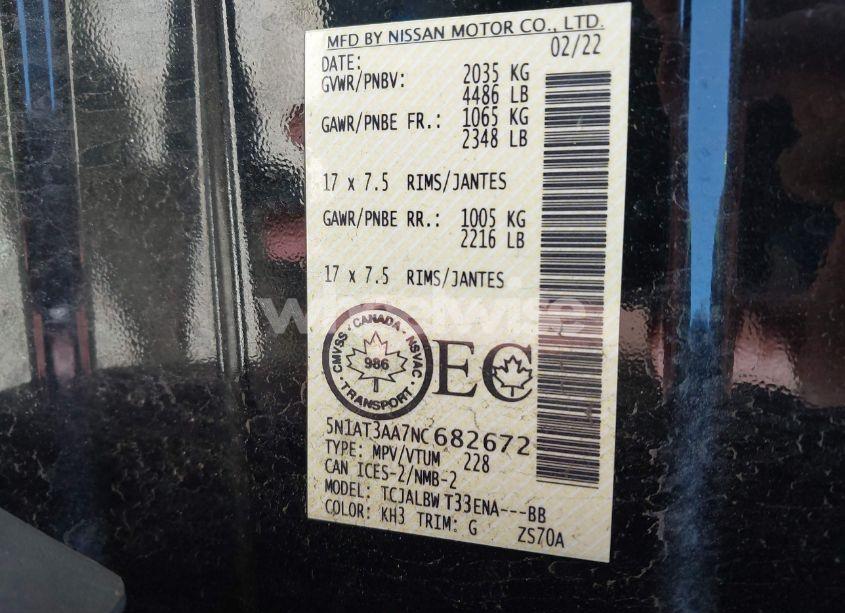 MFD BY NISSAN MOTOR CO., LTD.
DATE: 02/22
GVWR/PNBV: 2035 KG
4486 LB
GAWR/PNBE FR.: 1065 KG
2348 LB
17 x 7.5 RIMS/JANTES
GAWR/PNBE RR.: 1005 KG
2216 LB
17 x 7.5 RIMS/JANTES
wheelwise
CMVSS · CANADA · NSVAC
986
· TRANSPORT ·
EC
5N1AT3AA7NC682672
TYPE: MPV/VTUM 228
CAN ICES-2/NMB-2
MODEL: TCJALBW T33ENA---BB
COLOR: KH3 TRIM: G ZS70A